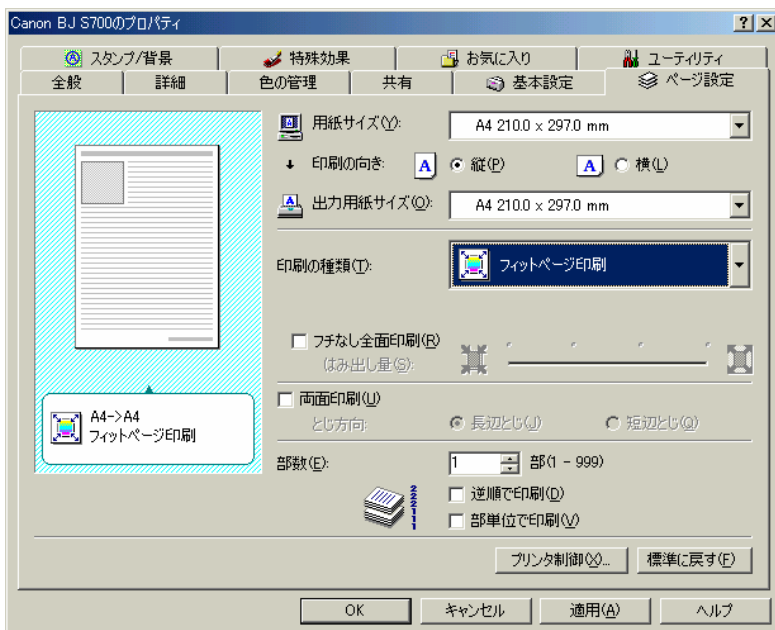 Canon BJ S700のプロパティ
スタンプ/背景 特殊効果 お気に入り ユーティリティ
全般 詳細 色の管理 共有 基本設定 ページ設定
用紙サイズ(Y): A4 210.0 x 297.0 mm
印刷の向き: A 縦(P) A 横(L)
出力用紙サイズ(O): A4 210.0 x 297.0 mm
印刷の種類(T): フィットページ印刷
フチなし全面印刷(R)
はみ出し量(S):
A4->A4
フィットページ印刷
両面印刷(U)
とじ方向: 長辺とじ(J) 短辺とじ(Q)
部数(E): 1 部(1 - 999)
222111
逆順で印刷(D)
部単位で印刷(V)
プリンタ制御(X)... 標準に戻す(F)
OK キャンセル 適用(A) ヘルプ